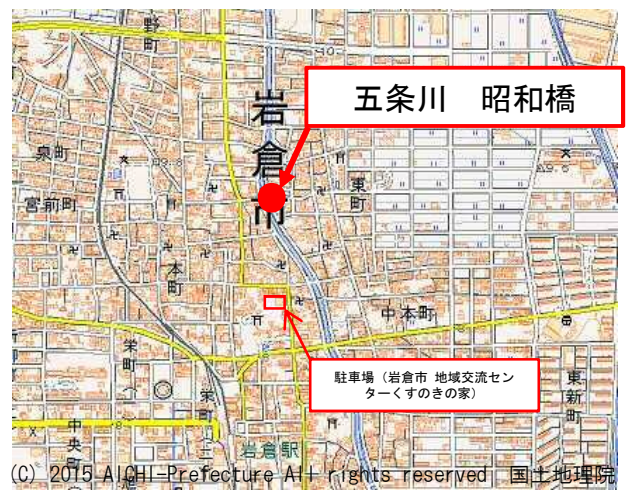 野町
岩倉市
五条川　昭和橋
泉町
東町
宮前町
本町
中本町
駐車場（岩倉市 地域交流セン
ターくすのきの家）
栄町
東新町
栄町
中央町
岩倉駅
(C) 2015 AICHI-Prefecture All rights reserved 国土地理院